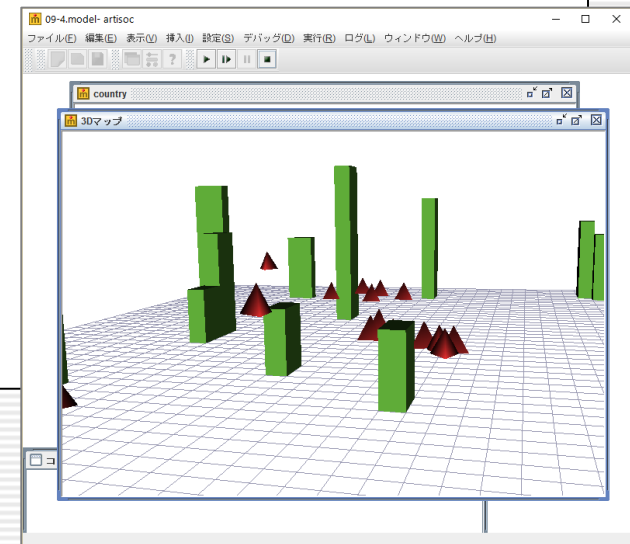 09-4.model- artisoc
ファイル(F) 編集(E) 表示(V) 挿入(I) 設定(S) デバッグ(D) 実行(R) ログ(L) ウィンドウ(W) ヘルプ(H)
country
3Dマップ
コ